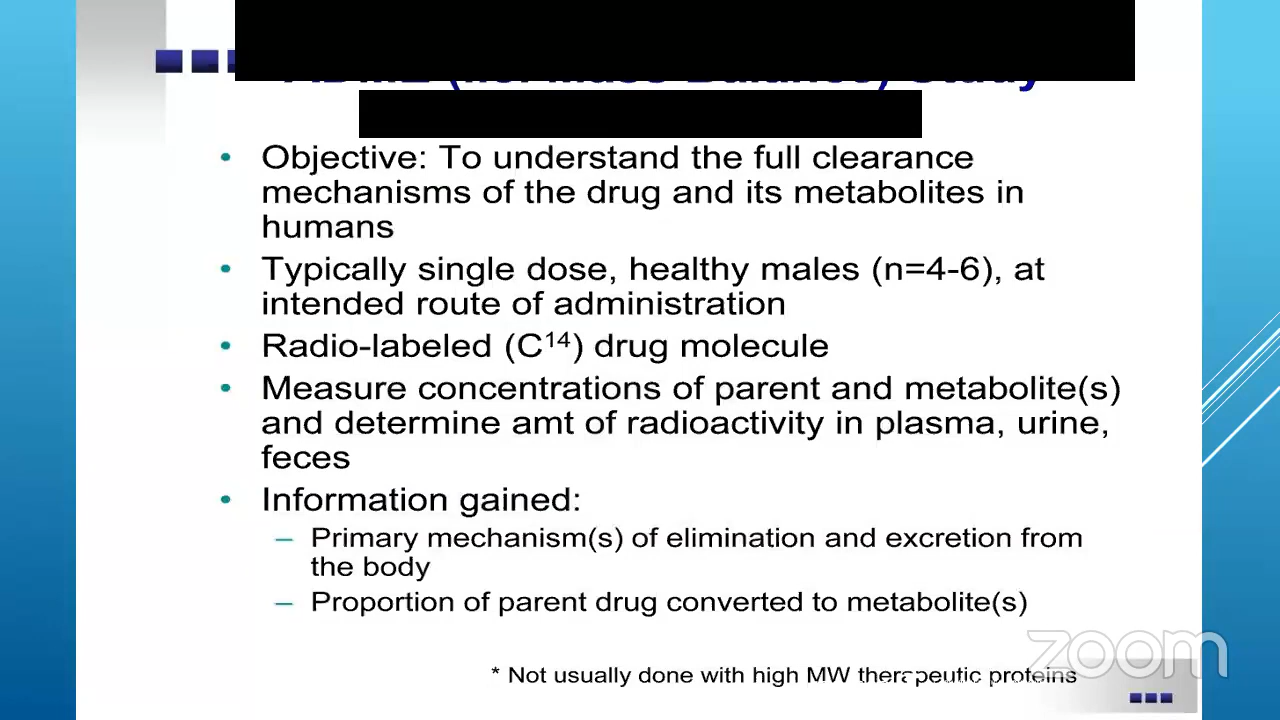 • Objective: To understand the full clearance
mechanisms of the drug and its metabolites in
humans
• Typically single dose, healthy males (n=4-6), at
intended route of administration
• Radio-labeled (C¹⁴) drug molecule
• Measure concentrations of parent and metabolite(s)
and determine amt of radioactivity in plasma, urine,
feces
• Information gained:
– Primary mechanism(s) of elimination and excretion from
the body
– Proportion of parent drug converted to metabolite(s)
zoom
* Not usually done with high MW therapeutic proteins